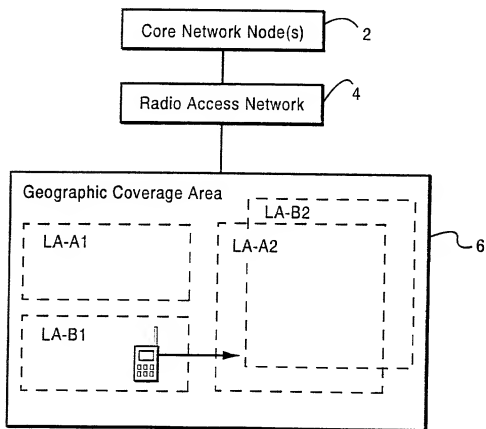 Core Network Node(s)
2
Radio Access Network
4
Geographic Coverage Area
LA-B2
LA-A1
LA-A2
6
LA-B1